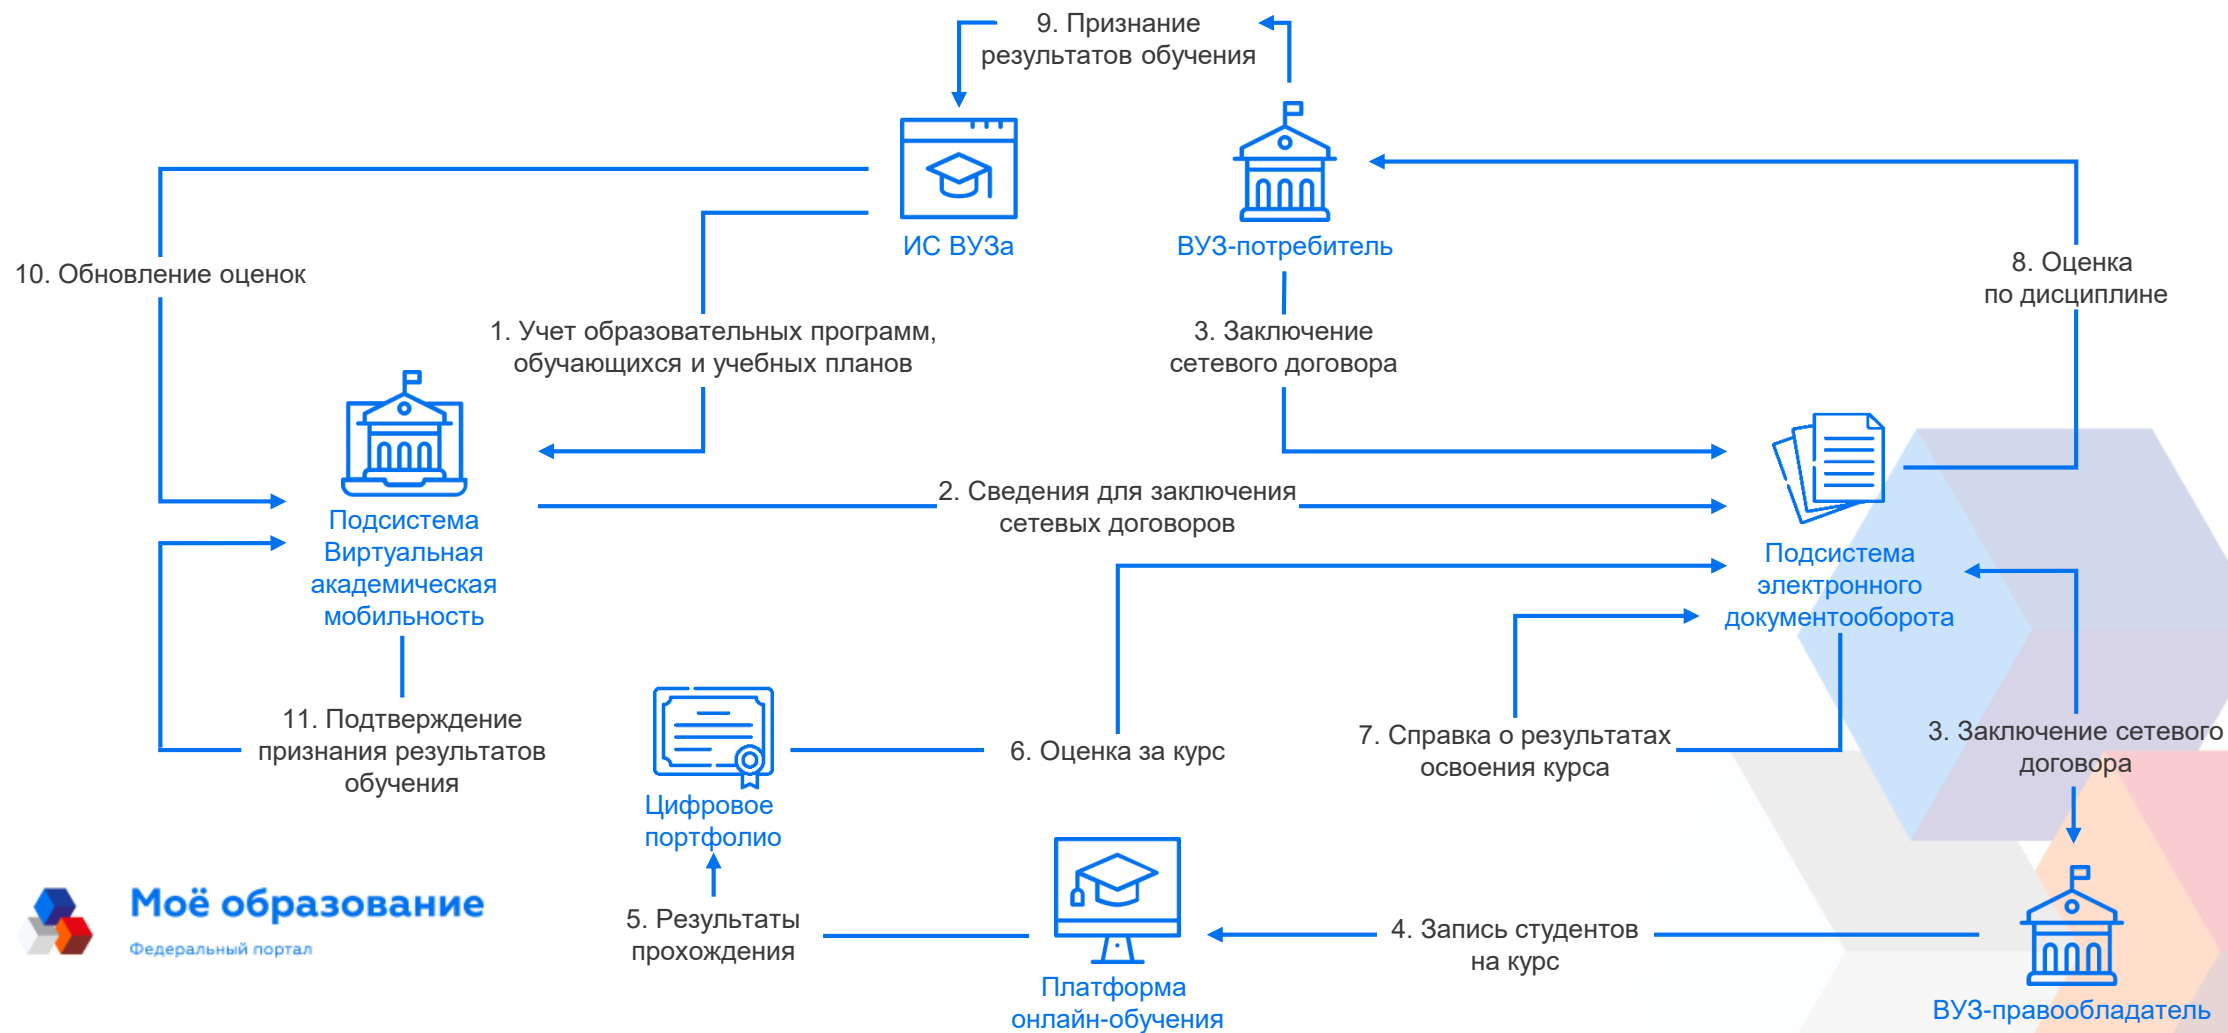 9. Признание
результатов обучения
ИС ВУЗа
ВУЗ-потребитель
10. Обновление оценок
8. Оценка
по дисциплине
1. Учет образовательных программ,
обучающихся и учебных планов
3. Заключение
сетевого договора
2. Сведения для заключения
сетевых договоров
Подсистема
Виртуальная
академическая
мобильность
Подсистема
электронного
документооборота
11. Подтверждение
признания результатов
обучения
6. Оценка за курс
7. Справка о результатах
освоения курса
3. Заключение сетевого
договора
Цифровое
портфолио
Моё образование
Федеральный портал
5. Результаты
прохождения
4. Запись студентов
на курс
Платформа
онлайн-обучения
ВУЗ-правообладатель